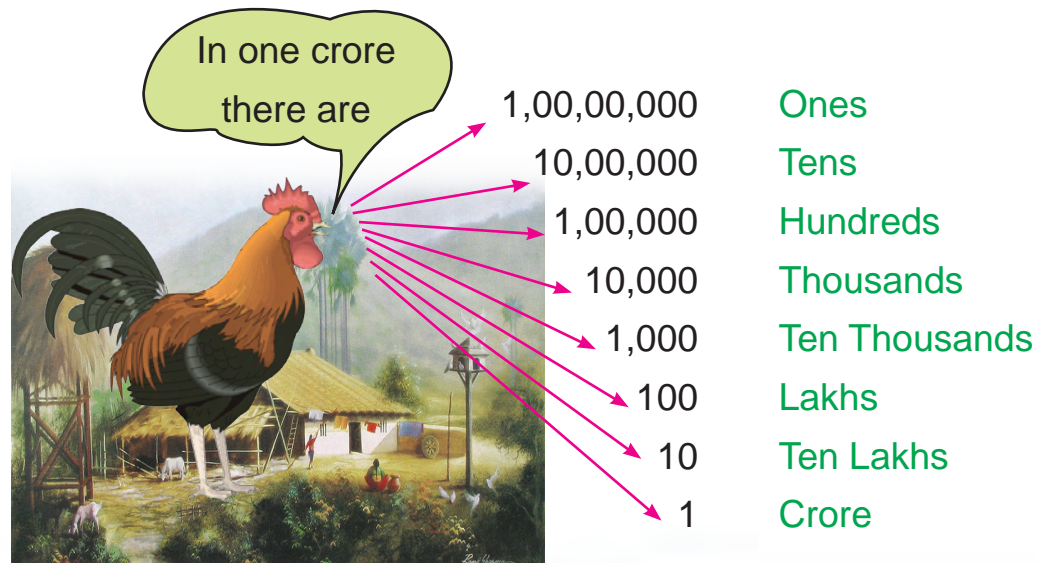 In one crore
there are
1,00,00,000 Ones
10,00,000 Tens
1,00,000 Hundreds
10,000 Thousands
1,000 Ten Thousands
100 Lakhs
10 Ten Lakhs
1 Crore